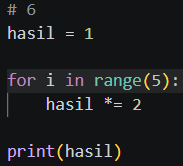 # 6
hasil = 1
for i in range(5):
    hasil *= 2
print(hasil)